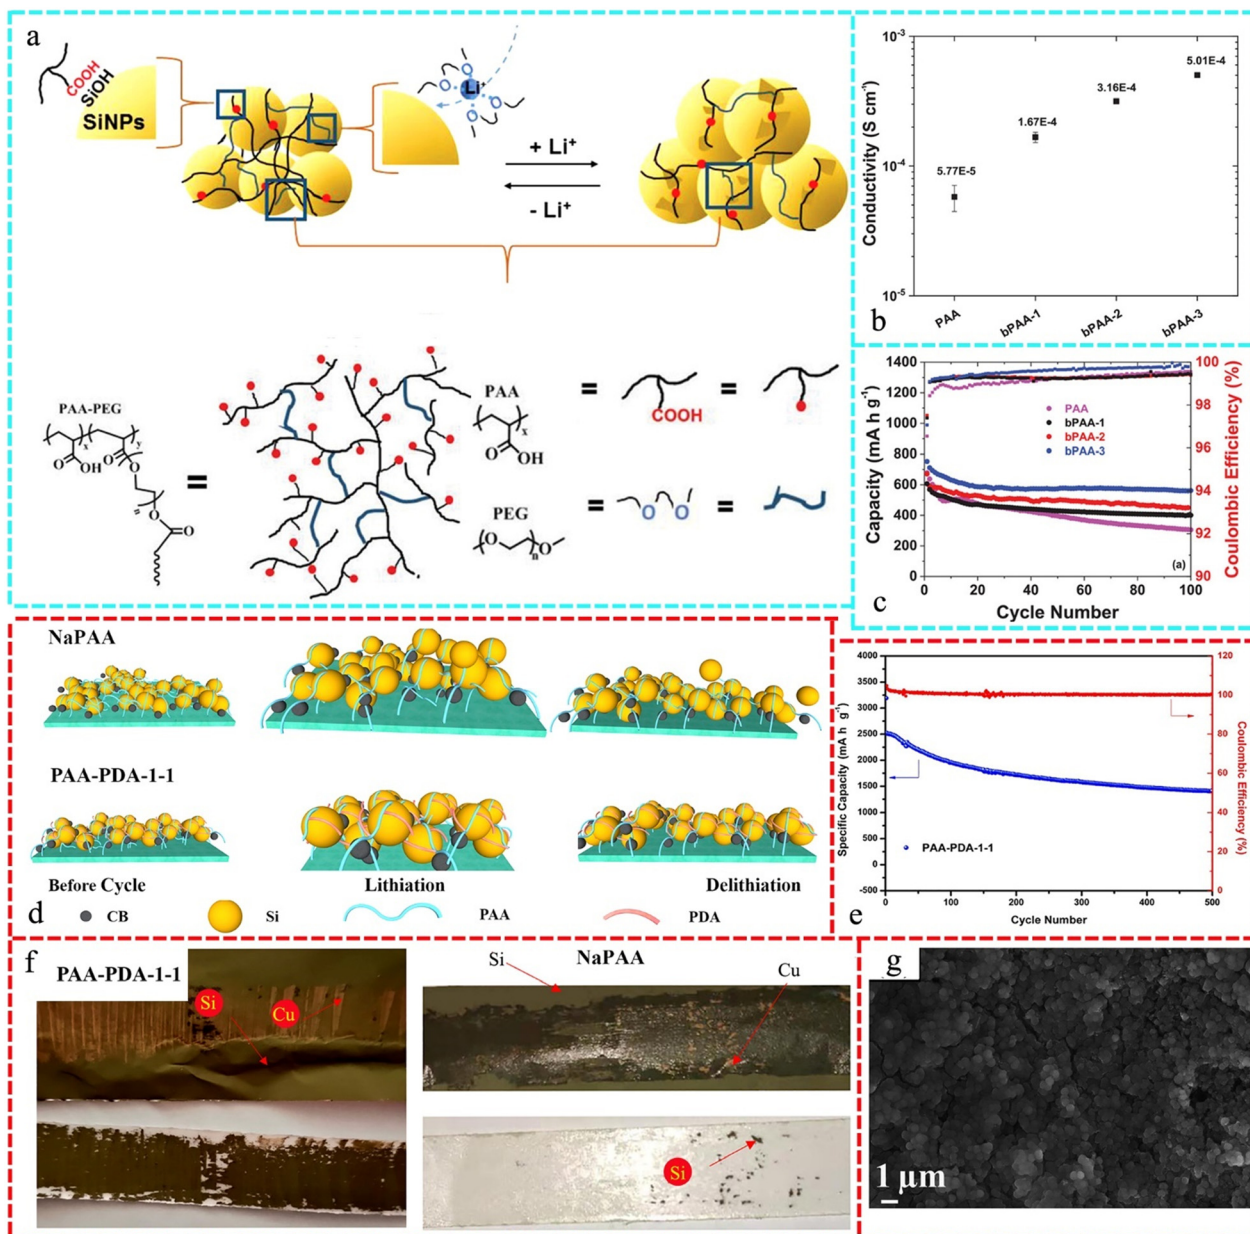 a
COOH
SiOH
SiNPs
O
O
Li⁺
O
O
+ Li⁺
- Li⁺
PAA-PEG
x
y
O
OH
O
O
n
O
O
=
PAA
x
O
OH
=
COOH
=
PEG
O
O
n
=
O
O
=
Conductivity (S cm⁻¹)
10⁻³
10⁻⁴
10⁻⁵
5.77E-5
1.67E-4
3.16E-4
5.01E-4
PAA
bPAA-1
bPAA-2
bPAA-3
b
Capacity (mA h g⁻¹)
1400
1200
1000
800
600
400
200
0
PAA
bPAA-1
bPAA-2
bPAA-3
(a)
100
98
96
94
92
90
Coulombic Efficiency (%)
0
20
40
60
80
100
Cycle Number
c
NaPAA
PAA-PDA-1-1
Before Cycle
Lithiation
Delithiation
d
CB
Si
PAA
PDA
Specific Capacity (mA h g⁻¹)
4000
3500
3000
2500
2000
1500
1000
500
0
-500
PAA-PDA-1-1
120
100
80
60
40
20
0
Coulombic Efficiency (%)
0
100
200
300
400
500
Cycle Number
e
f
PAA-PDA-1-1
Si
Cu
NaPAA
Si
Cu
Si
g
1 µm